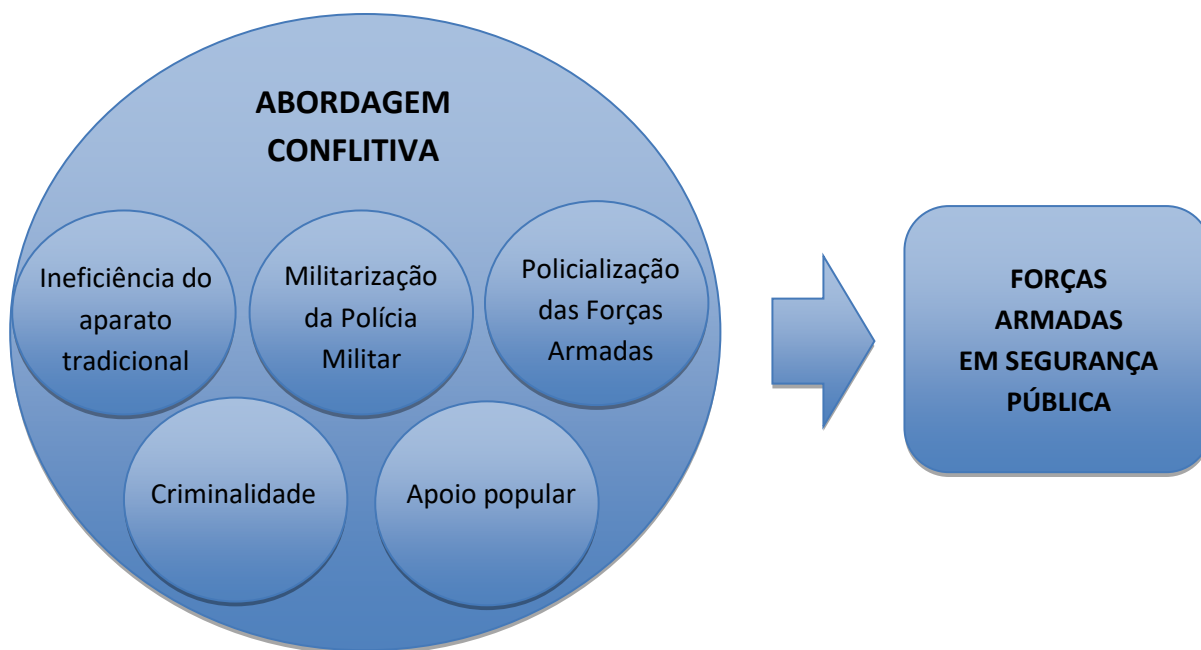 ABORDAGEM
CONFLITIVA
Ineficiência do
aparato
tradicional
Militarização
da Polícia
Militar
Policialização
das Forças
Armadas
Criminalidade
Apoio popular
FORÇAS
ARMADAS
EM SEGURANÇA
PÚBLICA